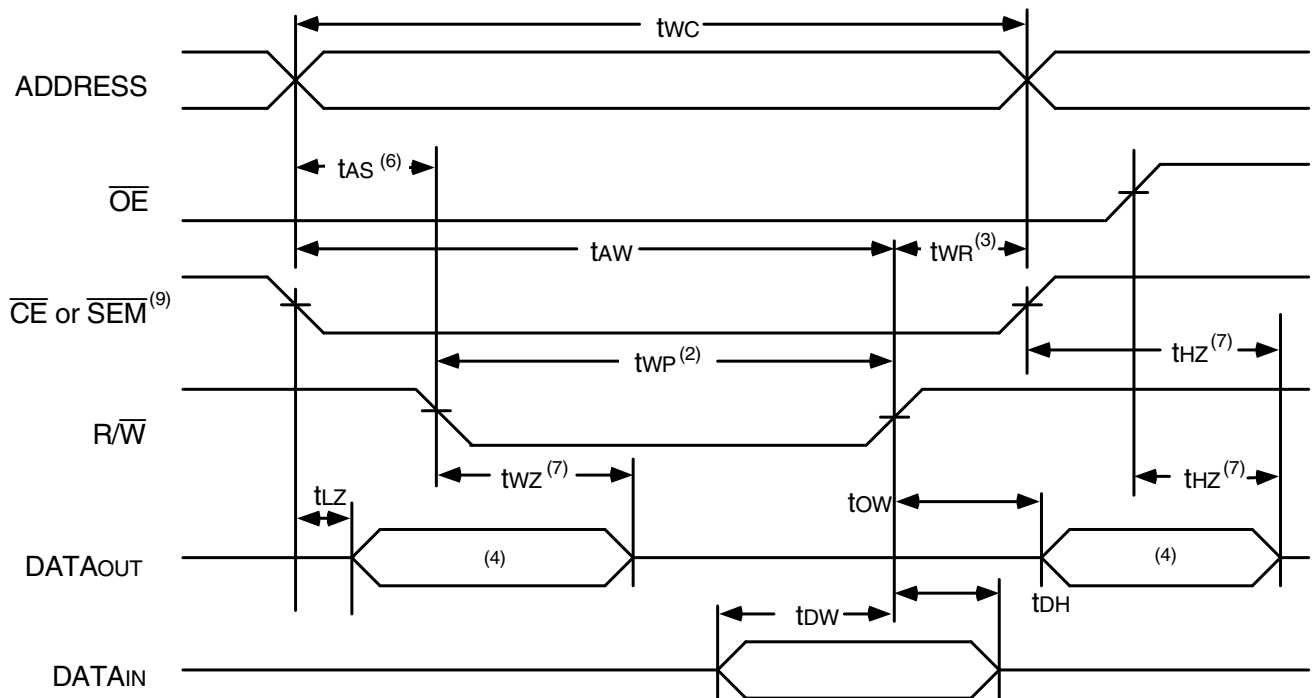 tWC
ADDRESS
tAS (6)
OE
tAW
tWR(3)
CE or SEM(9)
tWP(2)
tHZ(7)
R/W
tWZ(7)
tHZ(7)
tLZ
tOW
DATAOUT
(4)
(4)
tDW
tDH
DATAIN